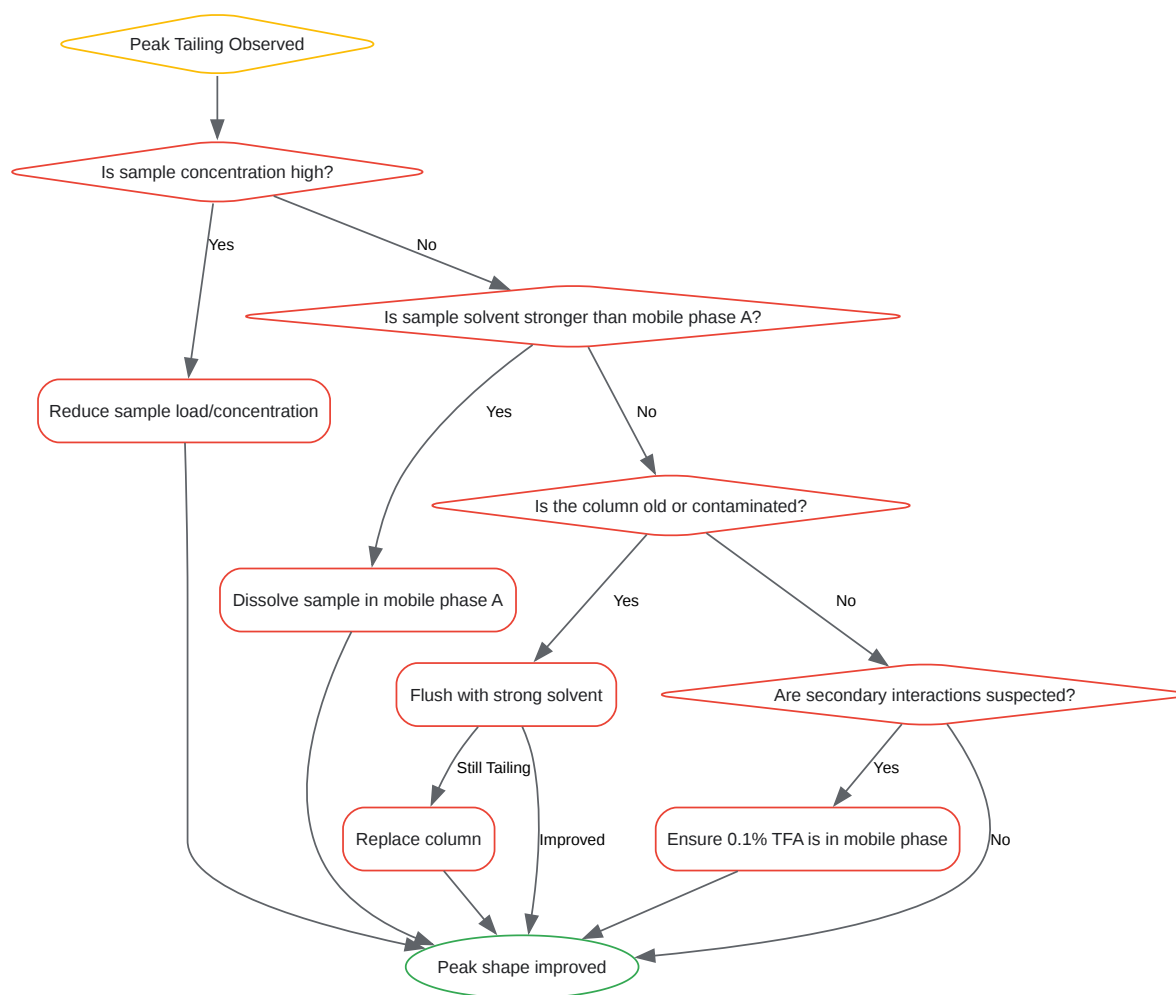 Peak Tailing Observed
Is sample concentration high?
Yes
No
Is sample solvent stronger than mobile phase A?
Reduce sample load/concentration
Yes
No
Is the column old or contaminated?
Dissolve sample in mobile phase A
Yes
No
Flush with strong solvent
Are secondary interactions suspected?
Still Tailing
Yes
Replace column
Improved
Ensure 0.1% TFA is in mobile phase
No
Peak shape improved